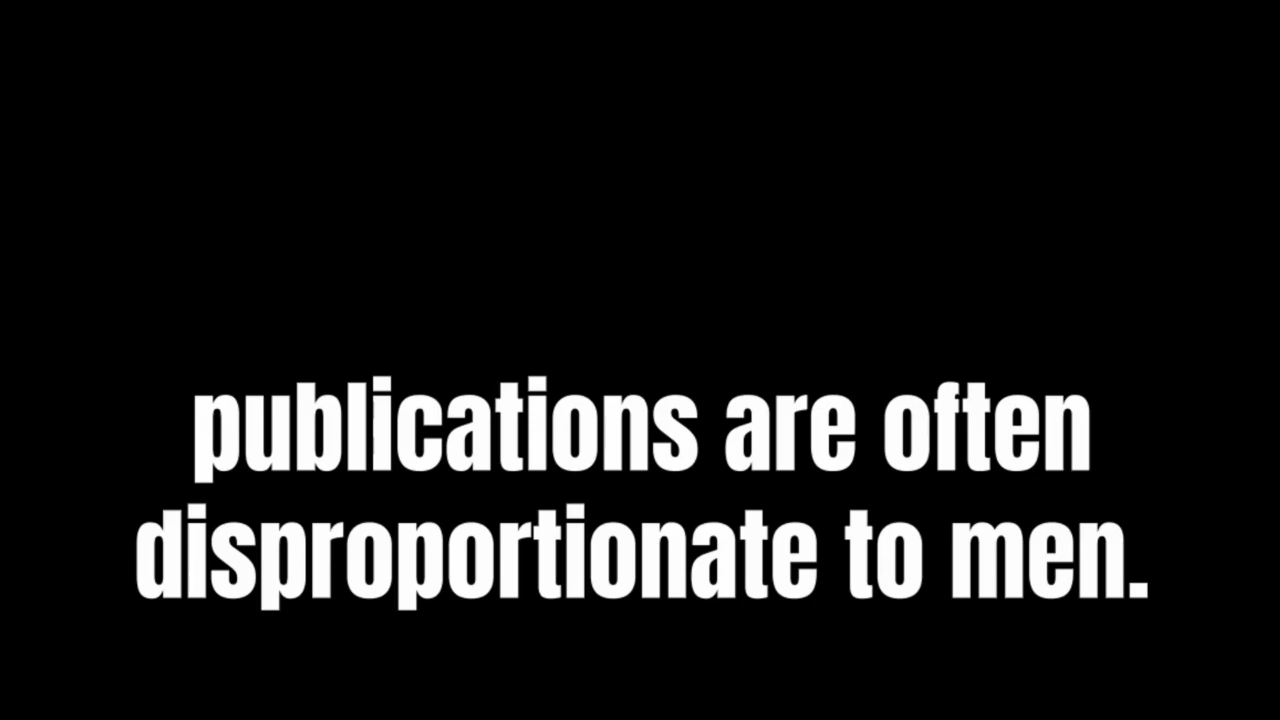 publications are often
disproportionate to men.